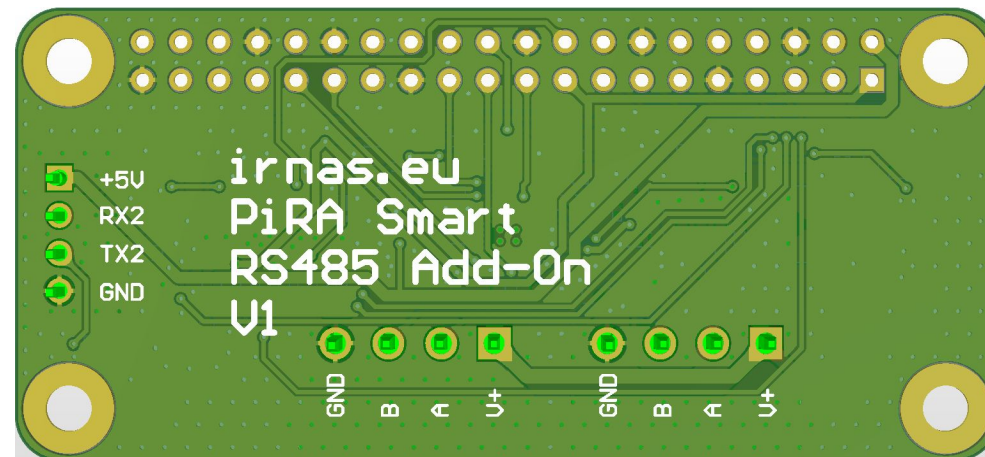 irnas.eu
PiRA Smart
RS485 Add-On
V1
+5V
RX2
TX2
GND
GND
B
A
V+
GND
B
A
V+